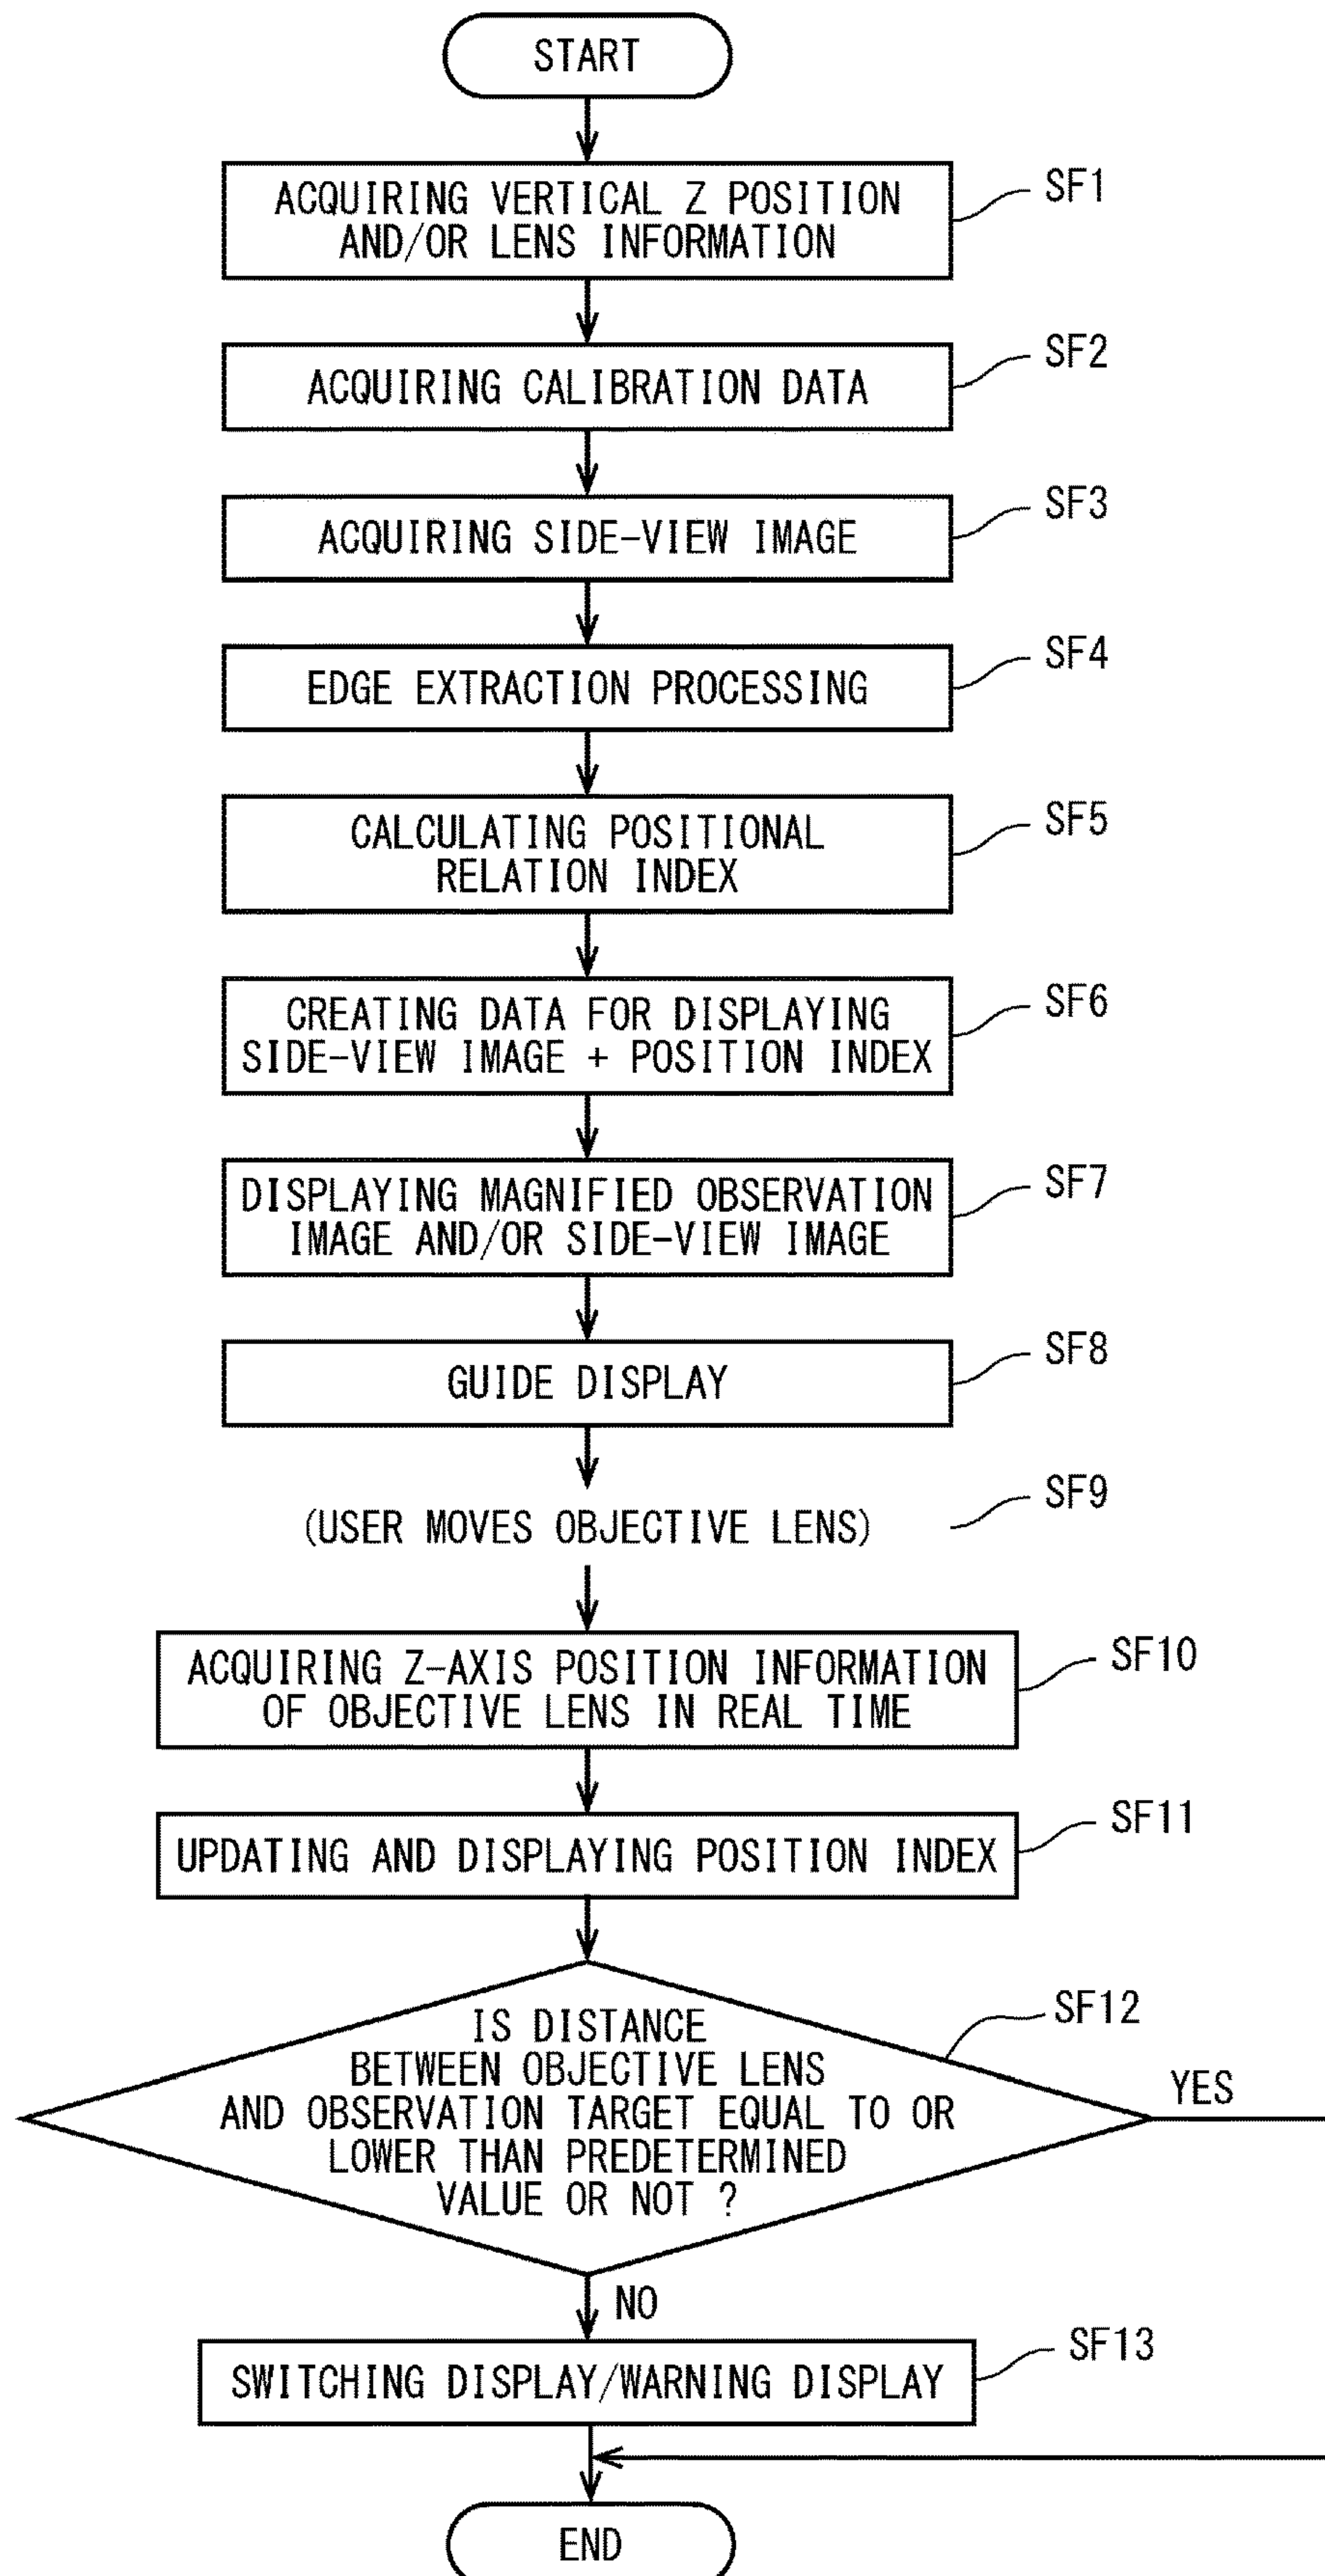 START
ACQUIRING VERTICAL Z POSITION
AND/OR LENS INFORMATION
SF1
ACQUIRING CALIBRATION DATA
SF2
ACQUIRING SIDE-VIEW IMAGE
SF3
EDGE EXTRACTION PROCESSING
SF4
CALCULATING POSITIONAL
RELATION INDEX
SF5
CREATING DATA FOR DISPLAYING
SIDE-VIEW IMAGE + POSITION INDEX
SF6
DISPLAYING MAGNIFIED OBSERVATION
IMAGE AND/OR SIDE-VIEW IMAGE
SF7
GUIDE DISPLAY
SF8
(USER MOVES OBJECTIVE LENS)
SF9
ACQUIRING Z-AXIS POSITION INFORMATION
OF OBJECTIVE LENS IN REAL TIME
SF10
UPDATING AND DISPLAYING POSITION INDEX
SF11
IS DISTANCE
BETWEEN OBJECTIVE LENS
AND OBSERVATION TARGET EQUAL TO OR
LOWER THAN PREDETERMINED
VALUE OR NOT ?
SF12
YES
NO
SWITCHING DISPLAY/WARNING DISPLAY
SF13
END